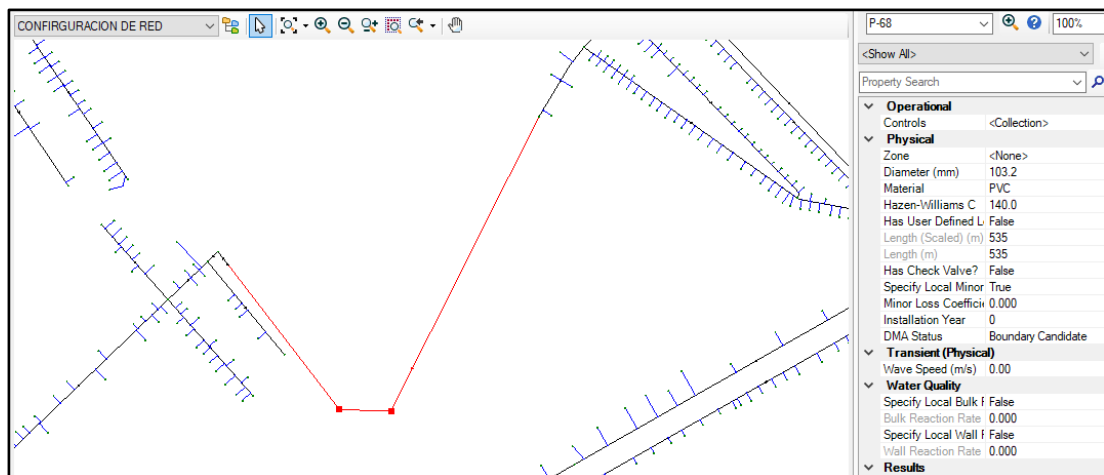 CONFIRGURACION DE RED
P-68
100%
<Show All>
Property Search
Operational
Controls <Collection>
Physical
Zone <None>
Diameter (mm) 103.2
Material PVC
Hazen-Williams C 140.0
Has User Defined L False
Length (Scaled) (m) 535
Length (m) 535
Has Check Valve? False
Specify Local Minor True
Minor Loss Coeffici 0.000
Installation Year 0
DMA Status Boundary Candidate
Transient (Physical)
Wave Speed (m/s) 0.00
Water Quality
Specify Local Bulk F False
Bulk Reaction Rate 0.000
Specify Local Wall F False
Wall Reaction Rate 0.000
Results